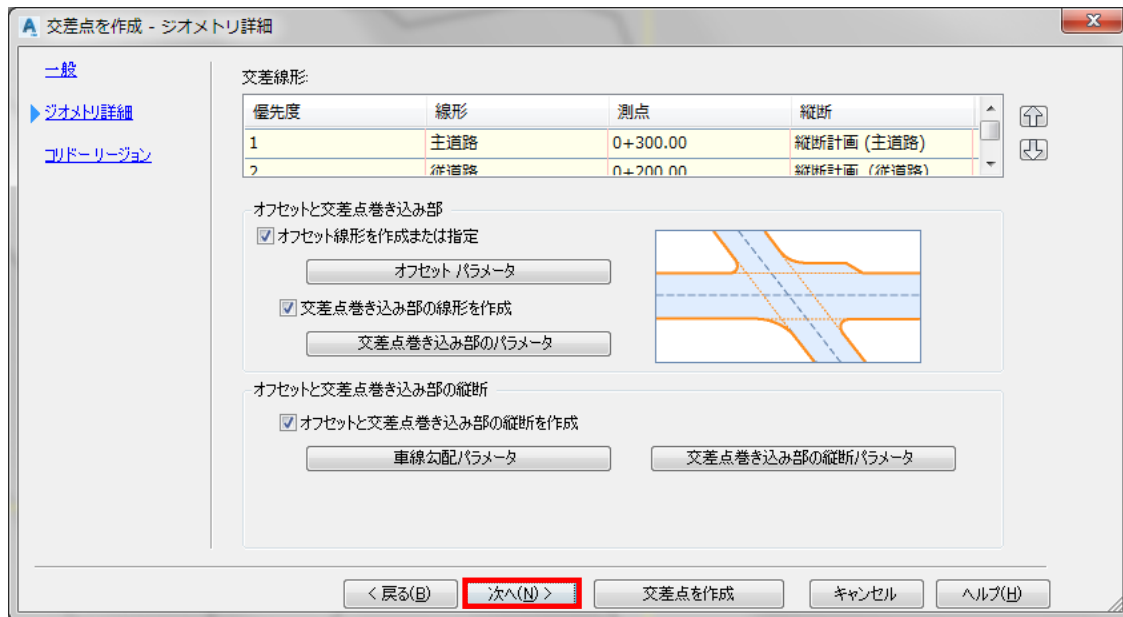 交差点を作成 - ジオメトリ詳細
一般
ジオメトリ詳細
コリドー リージョン
交差線形:
優先度 線形 測点 縦断
1 主道路 0+300.00 縦断計画 (主道路)
2 従道路 0+200.00 縦断計画 (従道路)
オフセットと交差点巻き込み部
オフセット線形を作成または指定
オフセット パラメータ
交差点巻き込み部の線形を作成
交差点巻き込み部のパラメータ
オフセットと交差点巻き込み部の縦断
オフセットと交差点巻き込み部の縦断を作成
車線勾配パラメータ 交差点巻き込み部の縦断パラメータ
< 戻る(B) 次へ(N) > 交差点を作成 キャンセル ヘルプ(H)